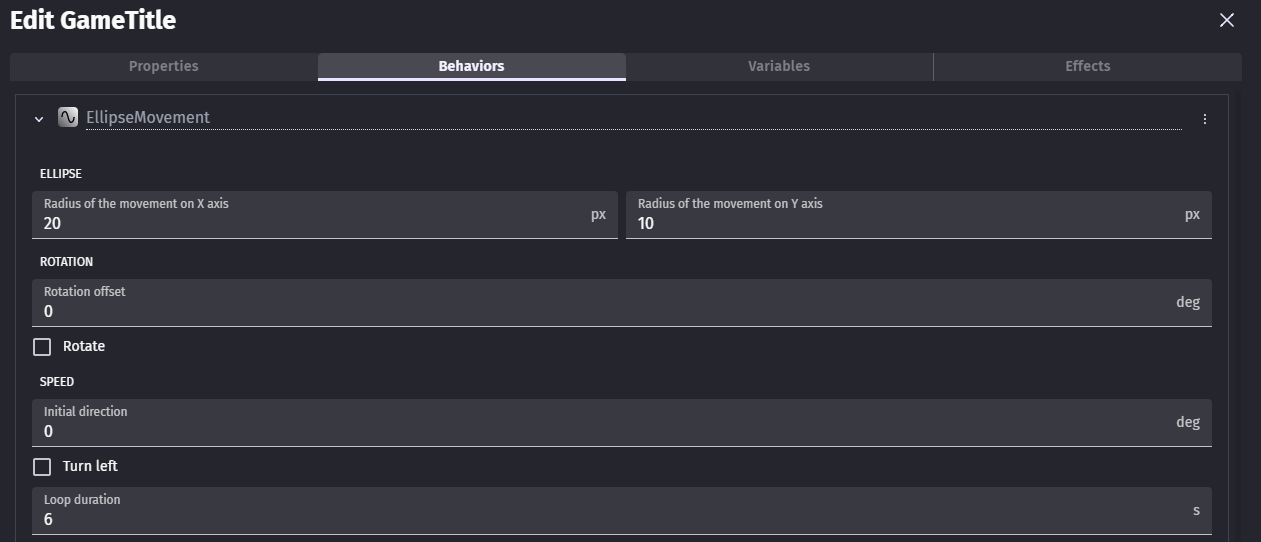 Edit GameTitle
Properties Behaviors Variables Effects
EllipseMovement
ELLIPSE
Radius of the movement on X axis Radius of the movement on Y axis
20 px 10 px
ROTATION
Rotation offset
0 deg
Rotate
SPEED
Initial direction
0 deg
Turn left
Loop duration
6 s